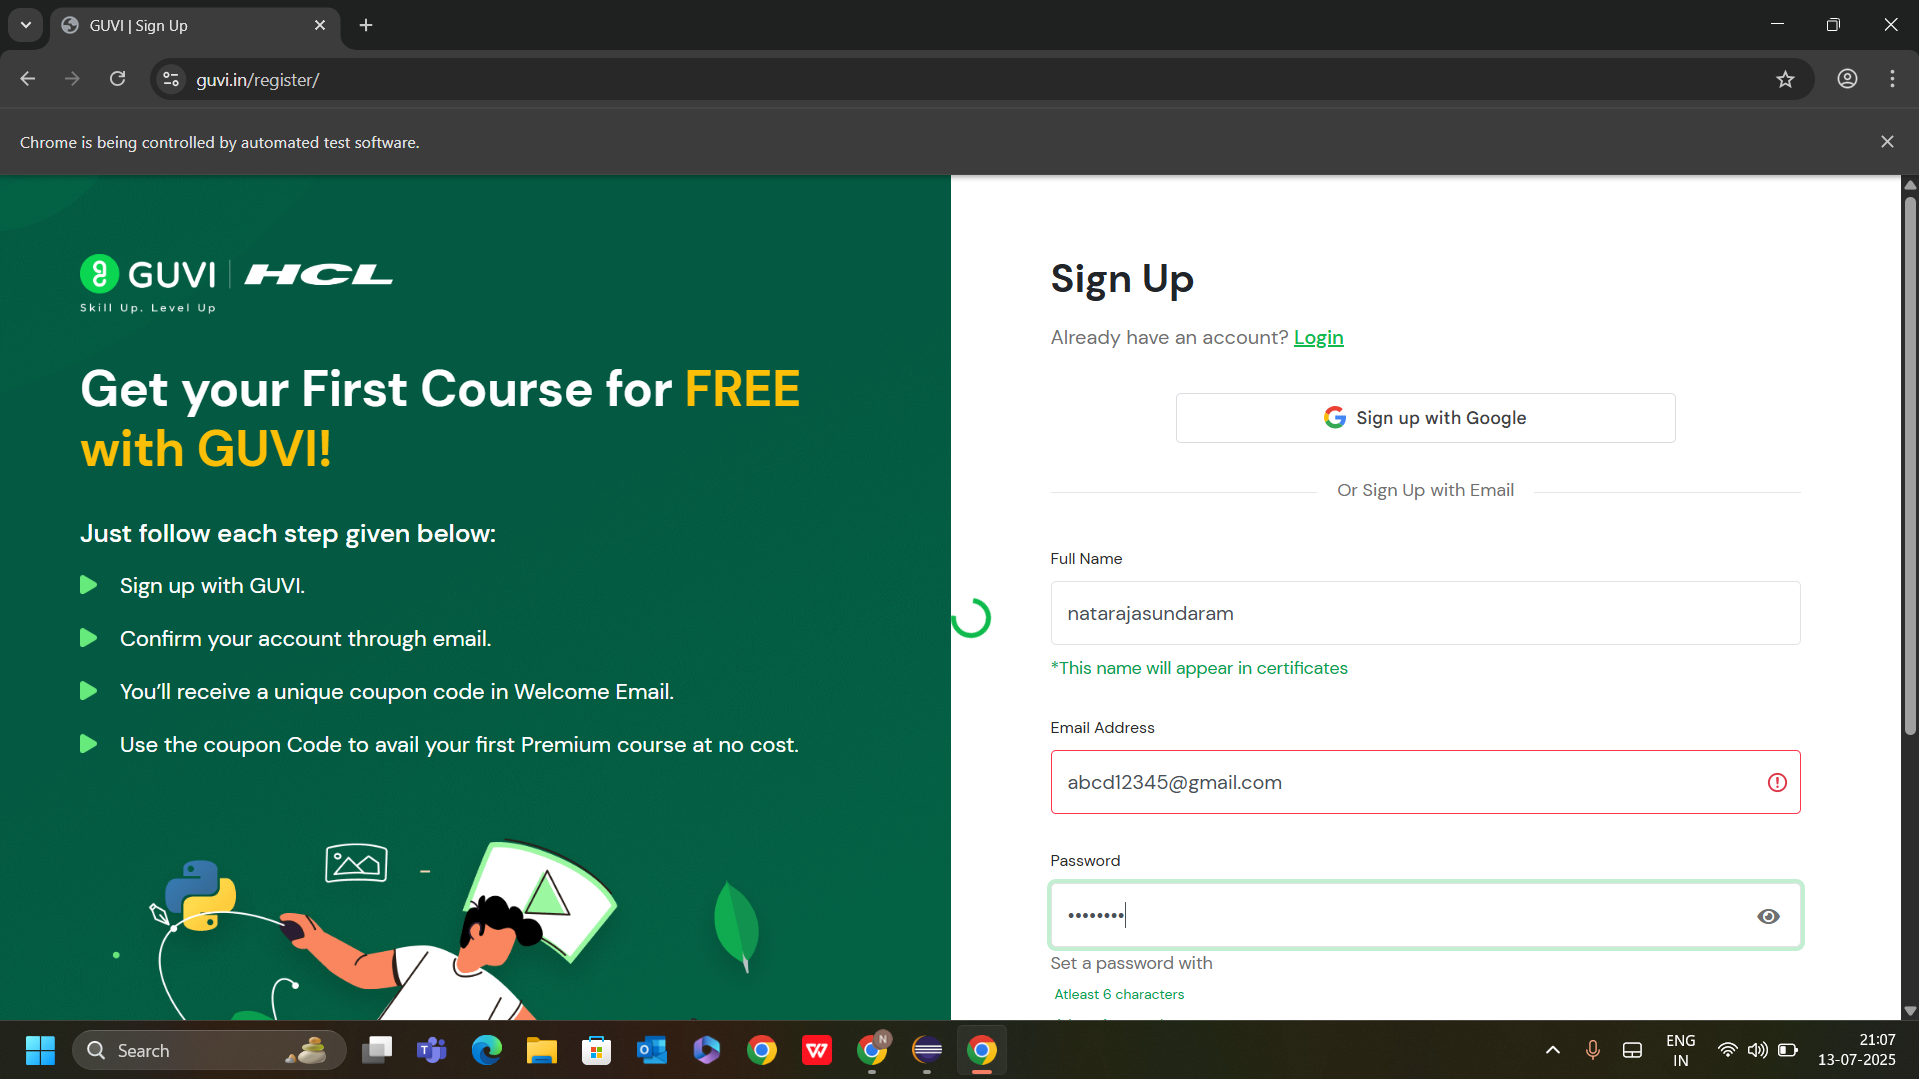 GUVI | Sign Up
guvi.in/register/
Chrome is being controlled by automated test software.
GUVI | HCL
Skill Up. Level Up
Get your First Course for FREE
with GUVI!
Just follow each step given below:
Sign up with GUVI.
Confirm your account through email.
You’ll receive a unique coupon code in Welcome Email.
Use the coupon Code to avail your first Premium course at no cost.
Sign Up
Already have an account? Login
Sign up with Google
Or Sign Up with Email
Full Name
natarajasundaram
*This name will appear in certificates
Email Address
abcd12345@gmail.com
Password
••••••••
Set a password with
Atleast 6 characters
Search
N
ENG
IN
21:07
13-07-2025